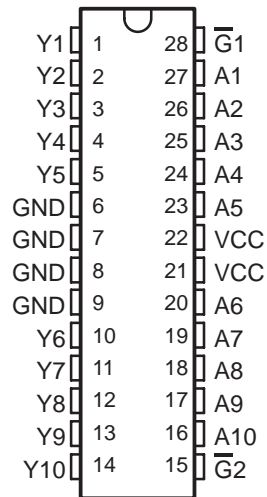 Y1 1 28 G̅1
Y2 2 27 A1
Y3 3 26 A2
Y4 4 25 A3
Y5 5 24 A4
GND 6 23 A5
GND 7 22 VCC
GND 8 21 VCC
GND 9 20 A6
Y6 10 19 A7
Y7 11 18 A8
Y8 12 17 A9
Y9 13 16 A10
Y10 14 15 G̅2